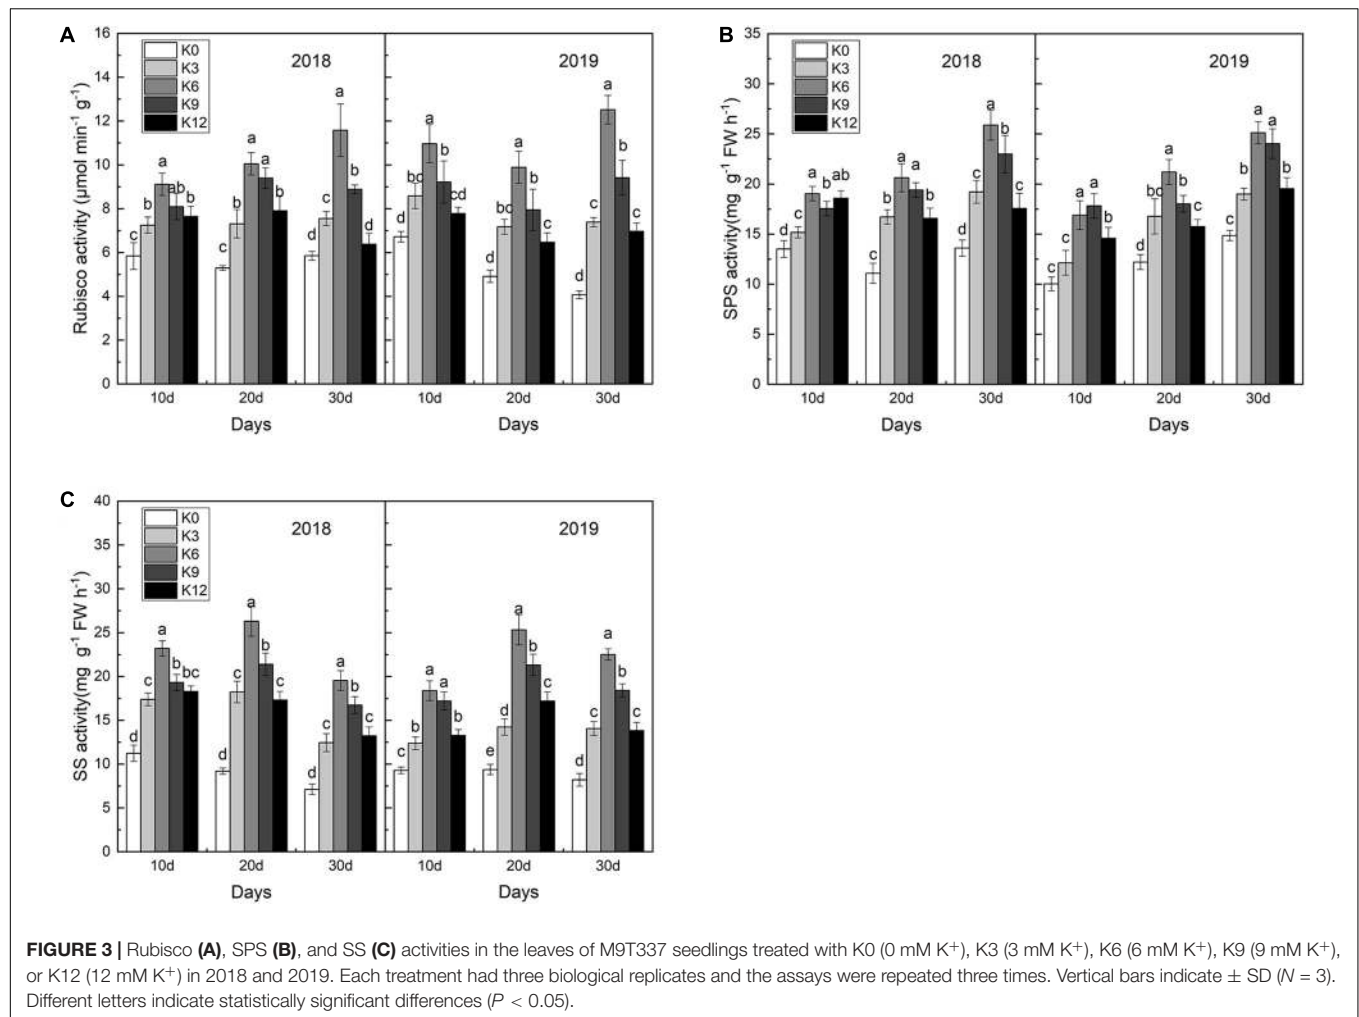 A
16
14
12
10
8
6
4
2
0
Rubisco activity (μmol min⁻¹ g⁻¹)
K0
K3
K6
K9
K12
2018
2019
c
b
a
ab
b
c
b
a
a
b
c
c
a
b
d
d
bc
a
b
cd
d
bc
a
b
c
d
c
a
b
c
10d
20d
30d
10d
20d
30d
Days
Days
B
35
30
25
20
15
10
5
0
SPS activity(mg g⁻¹ FW h⁻¹)
K0
K3
K6
K9
K12
2018
2019
d
c
a
b
ab
c
b
a
a
b
d
c
a
b
c
c
c
a
a
b
d
bc
a
b
c
c
b
a
a
b
10d
20d
30d
10d
20d
30d
Days
Days
C
40
35
30
25
20
15
10
5
0
SS activity(mg g⁻¹ FW h⁻¹)
K0
K3
K6
K9
K12
2018
2019
d
c
a
b
bc
d
c
a
b
c
d
c
a
b
c
c
b
a
a
b
e
d
a
b
c
d
c
a
b
c
10d
20d
30d
10d
20d
30d
Days
Days
FIGURE 3 | Rubisco (A), SPS (B), and SS (C) activities in the leaves of M9T337 seedlings treated with K0 (0 mM K⁺), K3 (3 mM K⁺), K6 (6 mM K⁺), K9 (9 mM K⁺),
or K12 (12 mM K⁺) in 2018 and 2019. Each treatment had three biological replicates and the assays were repeated three times. Vertical bars indicate ± SD (N = 3).
Different letters indicate statistically significant differences (P < 0.05).